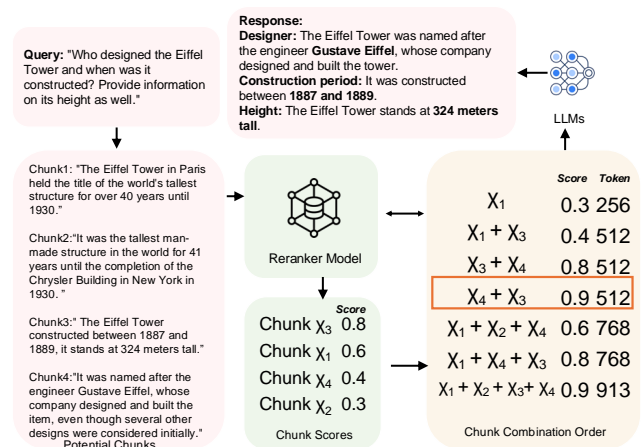 Query: "Who designed the Eiffel
Tower and when was it
constructed? Provide information
on its height as well."
Response:
Designer: The Eiffel Tower was named after
the engineer Gustave Eiffel, whose company
designed and built the tower.
Construction period: It was constructed
between 1887 and 1889.
Height: The Eiffel Tower stands at 324 meters
tall.
LLMs
Chunk1: "The Eiffel Tower in Paris
held the title of the world's tallest
structure for over 40 years until
1930.”
Chunk2:“It was the tallest man-
made structure in the world for 41
years until the completion of the
Chrysler Building in New York in
1930. ”
Chunk3:" The Eiffel Tower
constructed between 1887 and
1889, it stands at 324 meters tall.”
Chunk4:"It was named after the
engineer Gustave Eiffel, whose
company designed and built the
item, even though several other
designs were considered initially."
Potential Chunks
Reranker Model
Score
Chunk χ3 0.8
Chunk χ1 0.6
Chunk χ4 0.4
Chunk χ2 0.3
Chunk Scores
Score Token
χ1 0.3 256
χ1 + χ3 0.4 512
χ3 + χ4 0.8 512
χ4 + χ3 0.9 512
χ1 + χ2 + χ4 0.6 768
χ1 + χ4 + χ3 0.8 768
χ1 + χ2 + χ3+ χ4 0.9 913
Chunk Combination Order